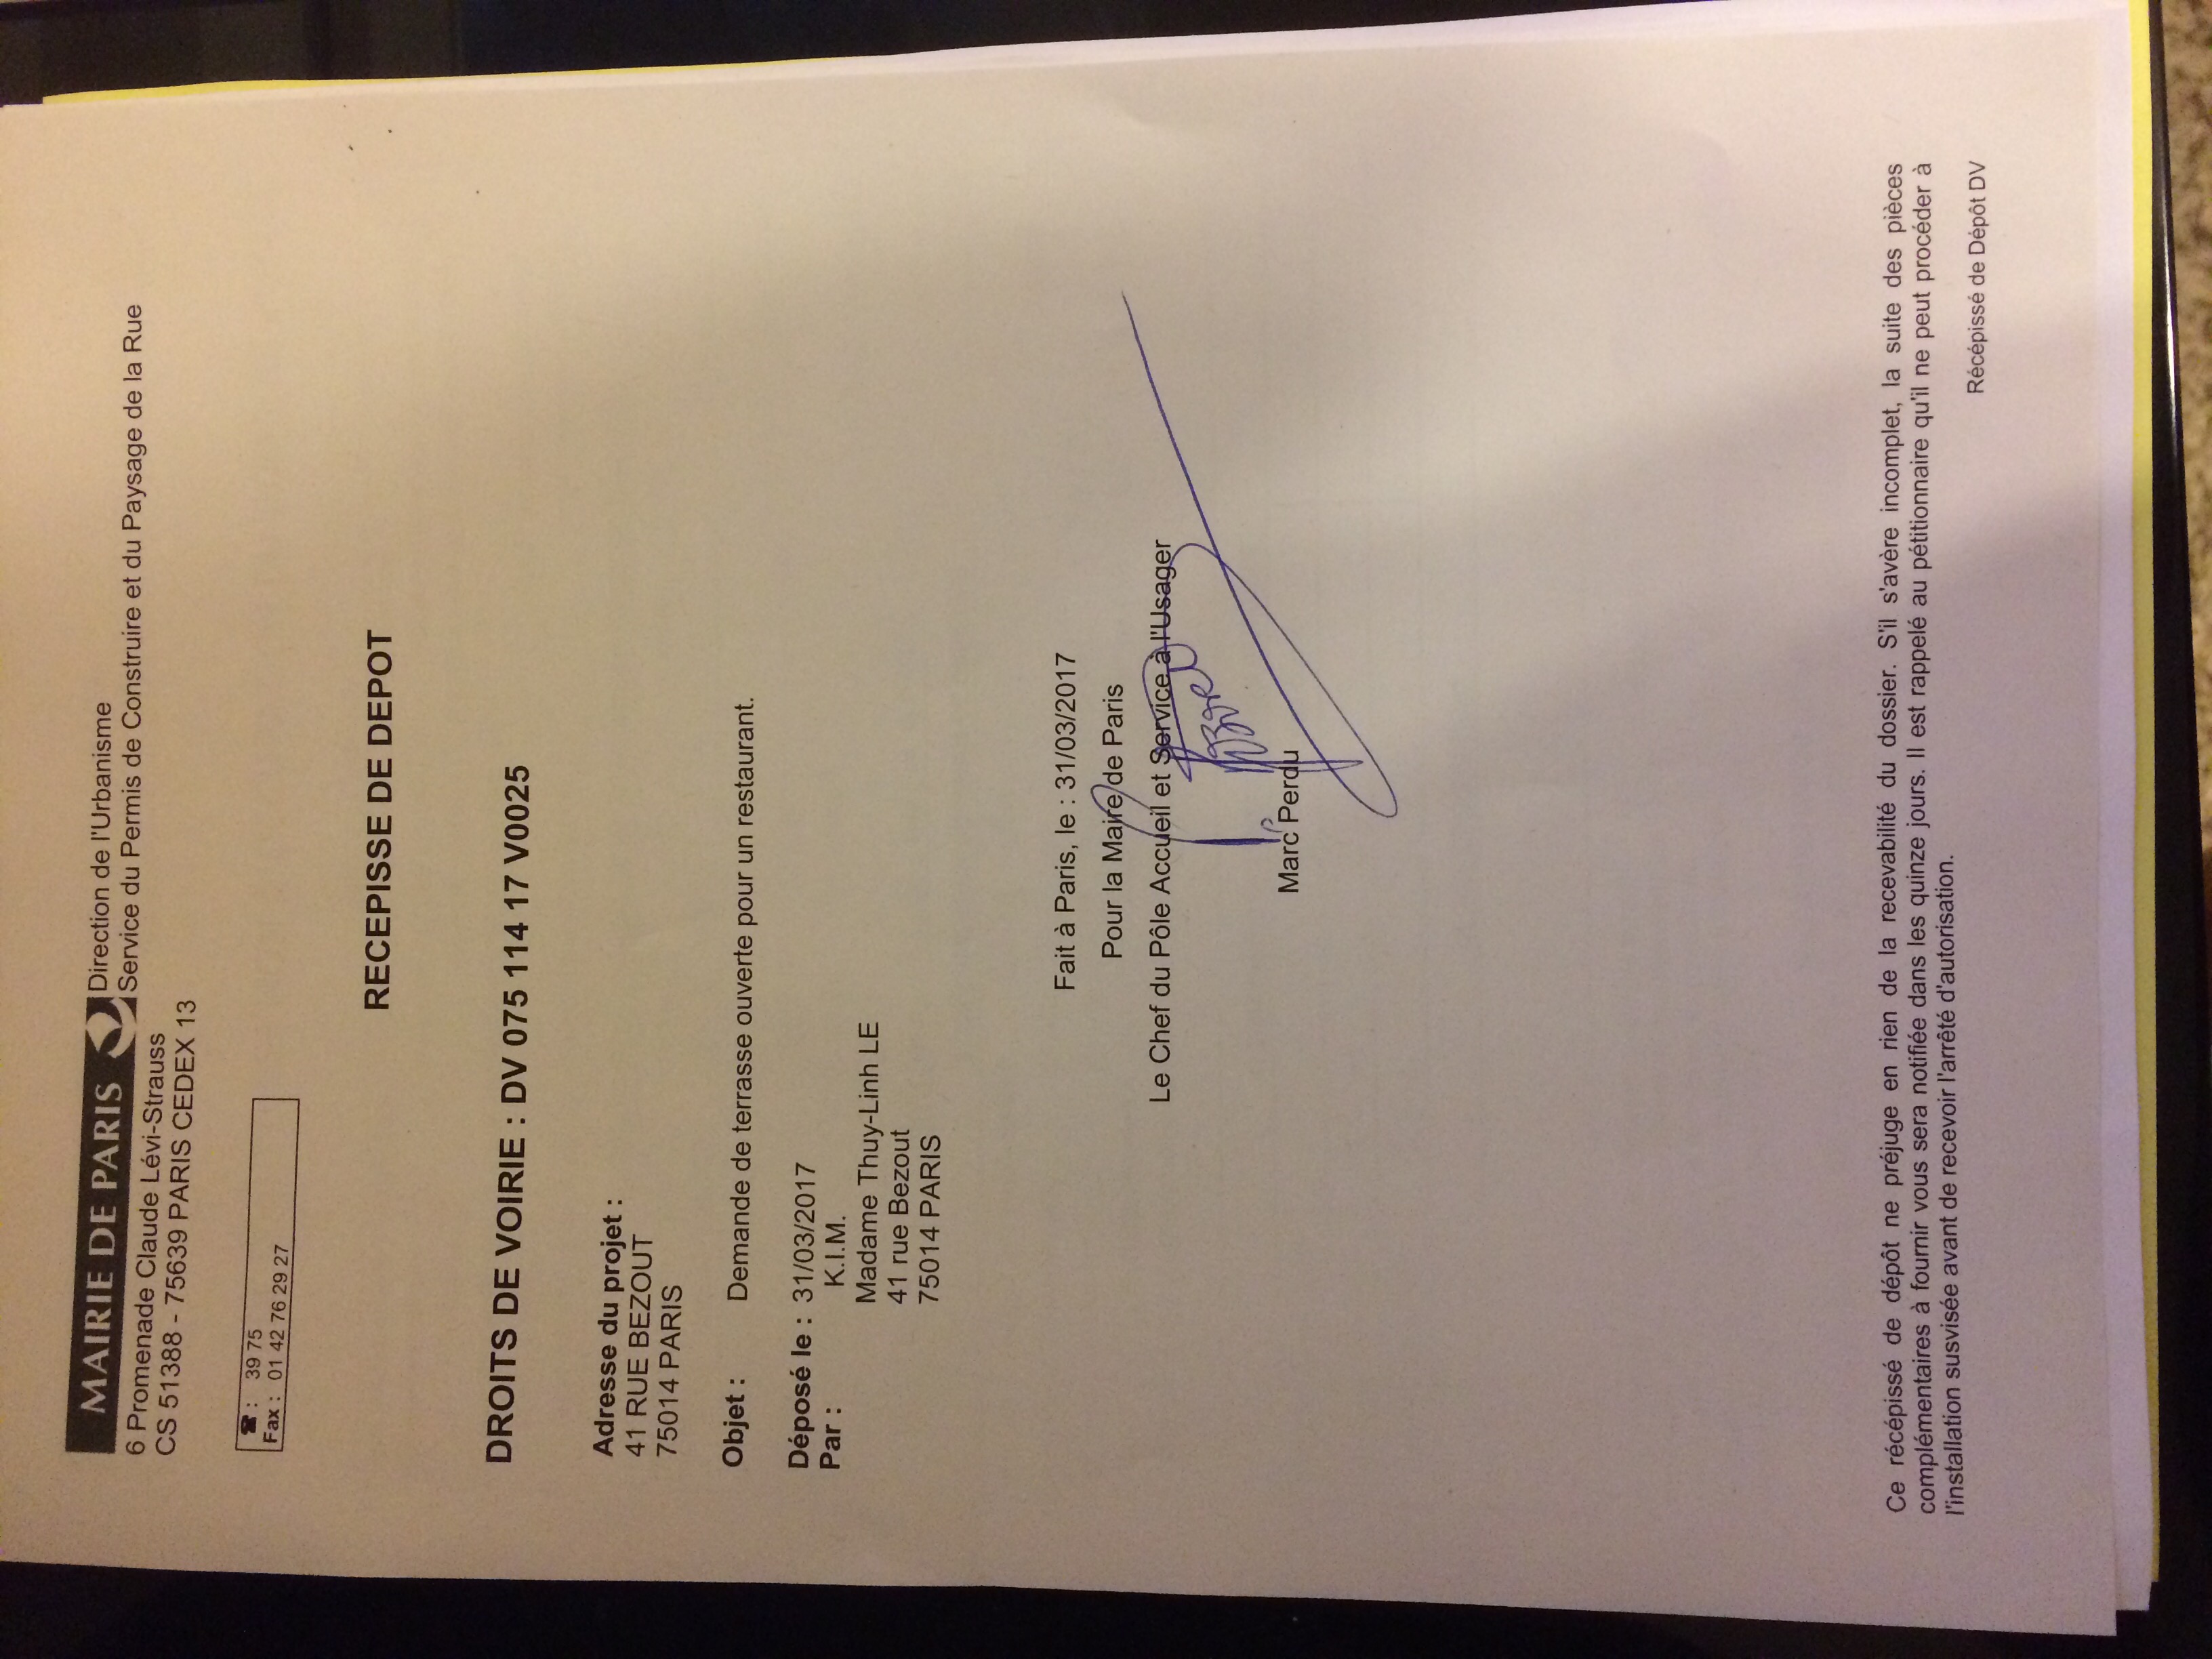 MAIRIE DE PARIS
Direction de l'Urbanisme
Service du Permis de Construire et du Paysage de la Rue
6 Promenade Claude Lévi-Strauss
CS 51388 - 75639 PARIS CEDEX 13
☎ : 39 75
Fax : 01 42 76 29 27
RECEPISSE DE DEPOT
DROITS DE VOIRIE : DV 075 114 17 V0025
Adresse du projet :
41 RUE BEZOUT
75014 PARIS
Objet : Demande de terrasse ouverte pour un restaurant.
Déposé le : 31/03/2017
Par : K.I.M.
Madame Thuy-Linh LE
41 rue Bezout
75014 PARIS
Fait à Paris, le : 31/03/2017
Pour la Maire de Paris
Le Chef du Pôle Accueil et Service à l'Usager
Marc Perdu
Ce récépissé de dépôt ne préjuge en rien de la recevabilité du dossier. S'il s'avère incomplet, la suite des pièces
complémentaires à fournir vous sera notifiée dans les quinze jours. Il est rappelé au pétitionnaire qu'il ne peut procéder à
l'installation susvisée avant de recevoir l'arrêté d'autorisation.
Récépissé de Dépôt DV